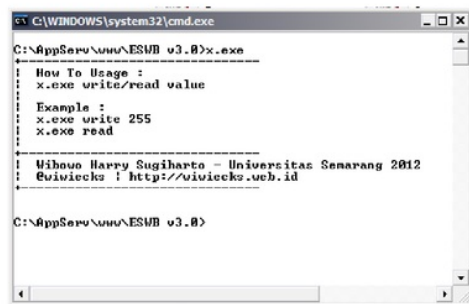 C:\WINDOWS\system32\cmd.exe
C:\AppServ\www\ESWB v3.0>x.exe
+--------------------------------
| How To Usage :
| x.exe write/read value
|
| Example :
| x.exe write 255
| x.exe read
|
+--------------------------------
| Wibowo Harry Sugiharto - Universitas Semarang 2012
| @wiwiecks | http://wiwiecks.web.id
+--------------------------------
C:\AppServ\www\ESWB v3.0>